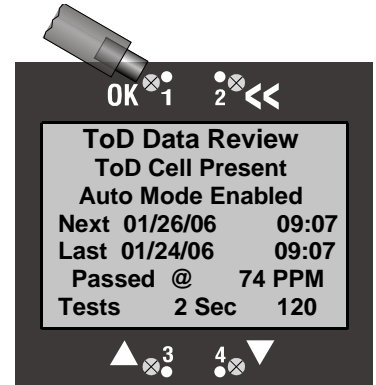 OK 1 2 <<
ToD Data Review
ToD Cell Present
Auto Mode Enabled
Next 01/26/06 09:07
Last 01/24/06 09:07
Passed @ 74 PPM
Tests 2 Sec 120
3 4